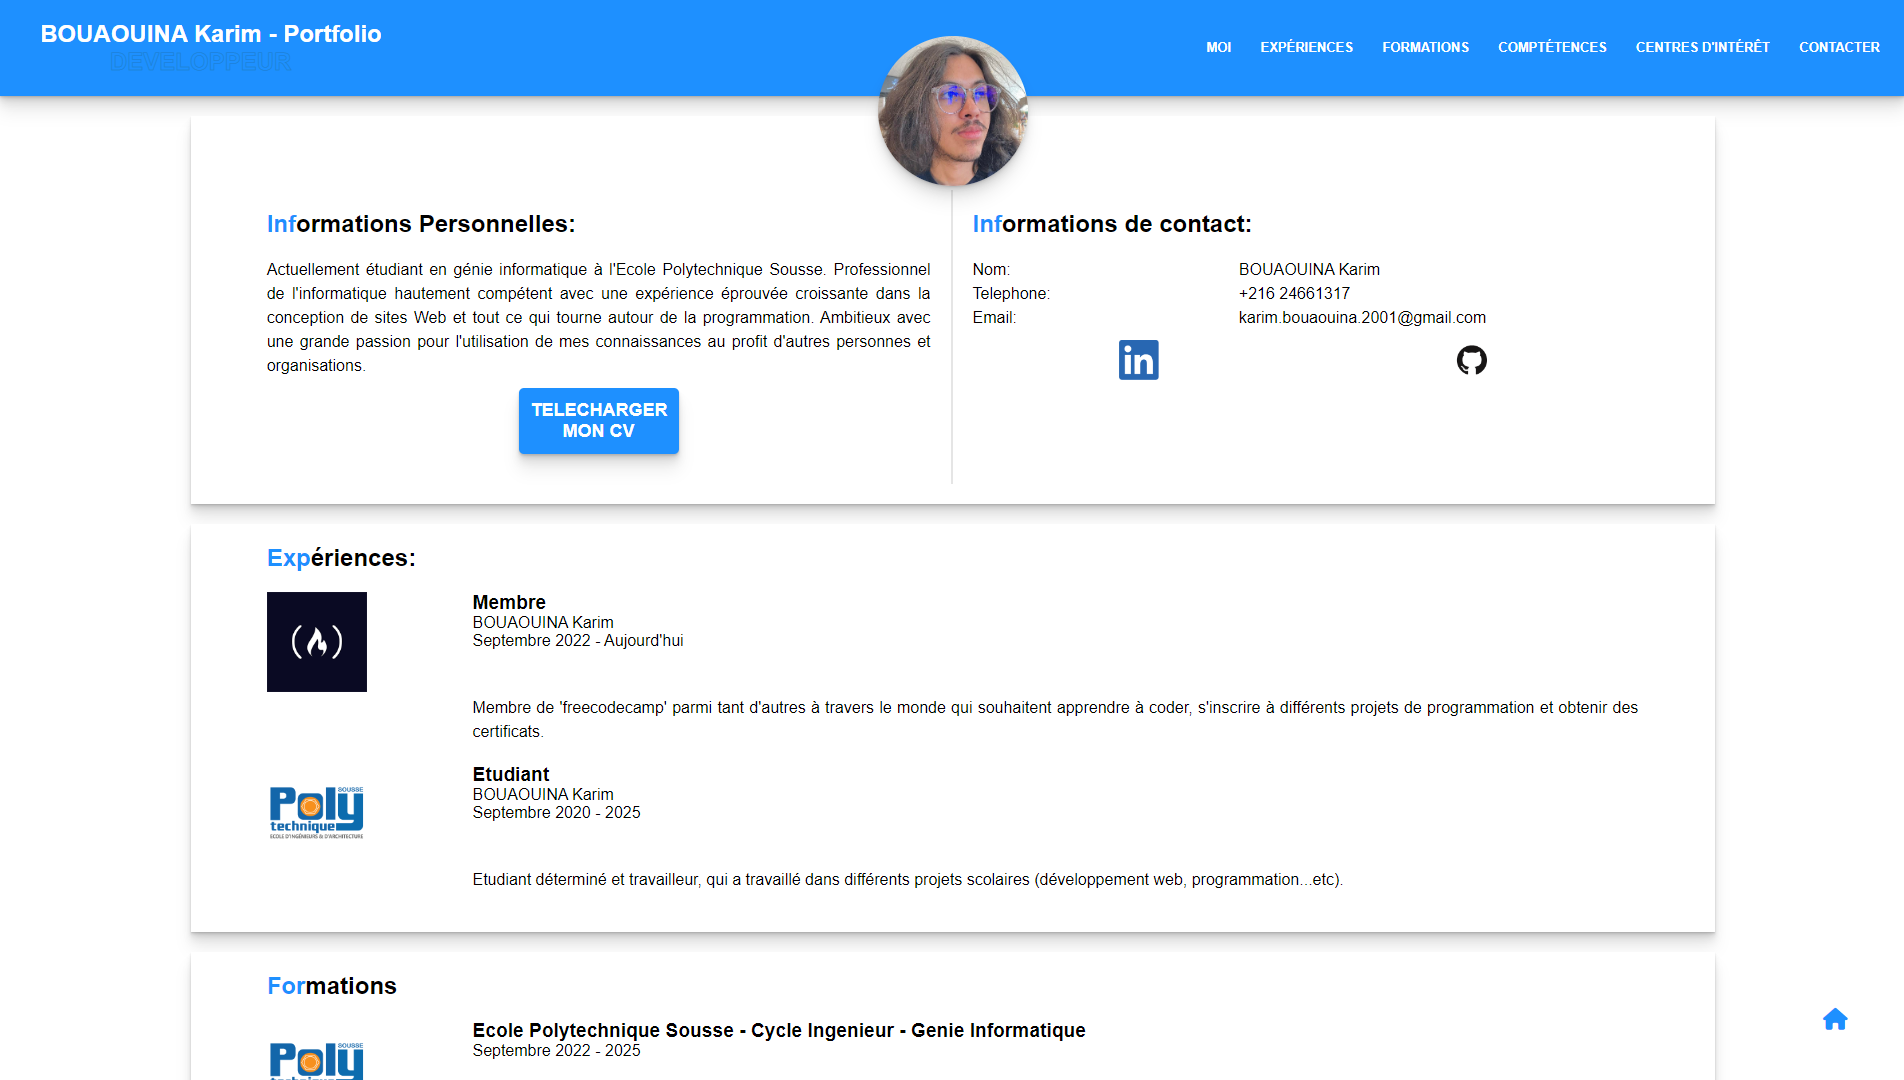 BOUAOUINA Karim - Portfolio
DEVELOPPEUR
MOI EXPÉRIENCES FORMATIONS COMPTÉTENCES CENTRES D'INTÉRÊT CONTACTER
Informations Personnelles:
Actuellement étudiant en génie informatique à l'Ecole Polytechnique Sousse. Professionnel
de l'informatique hautement compétent avec une expérience éprouvée croissante dans la
conception de sites Web et tout ce qui tourne autour de la programmation. Ambitieux avec
une grande passion pour l'utilisation de mes connaissances au profit d'autres personnes et
organisations.
TELECHARGER
MON CV
Informations de contact:
Nom: BOUAOUINA Karim
Telephone: +216 24661317
Email: karim.bouaouina.2001@gmail.com
in
Expériences:
Membre
BOUAOUINA Karim
Septembre 2022 - Aujourd'hui
Membre de 'freecodecamp' parmi tant d'autres à travers le monde qui souhaitent apprendre à coder, s'inscrire à différents projets de programmation et obtenir des
certificats.
SOUSSE
Poly
technique
ECOLE D'INGÉNIEURS & D'ARCHITECTURE
Etudiant
BOUAOUINA Karim
Septembre 2020 - 2025
Etudiant déterminé et travailleur, qui a travaillé dans différents projets scolaires (développement web, programmation...etc).
Formations
SOUSSE
Poly
technique
Ecole Polytechnique Sousse - Cycle Ingenieur - Genie Informatique
Septembre 2022 - 2025